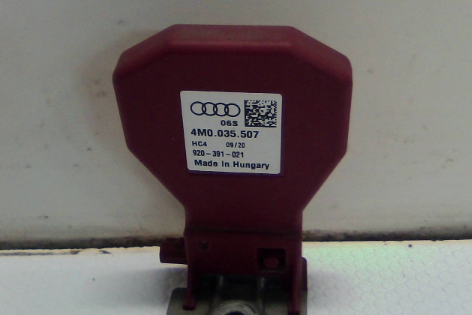 06S
4M0.035.507
HC4 09/20
920-391-021
Made in Hungary